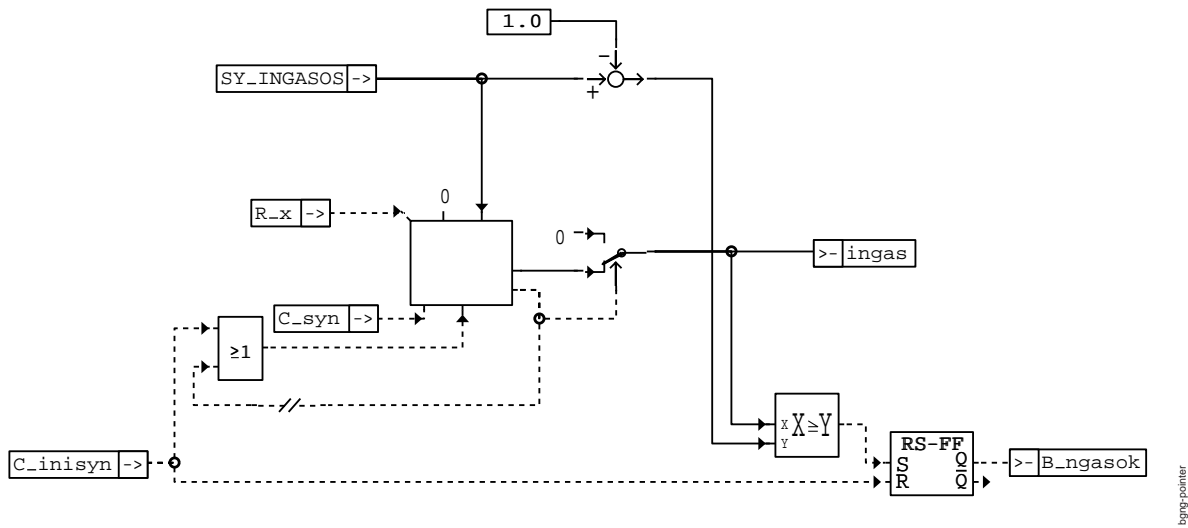 1.0
−
SY_INGASOS ->
+
0
R_x ->
0
>- ingas
C_syn ->
≥1
X X≥Y
Y
RS-FF
C_inisyn ->
S Q
>- B_ngasok
R Q̅
bgng-pointer